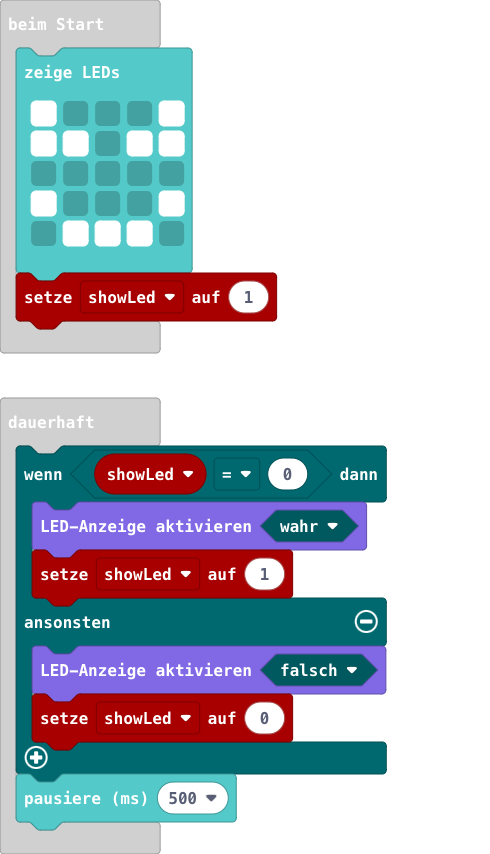 beim Start
zeige LEDs
setze showLed auf 1
dauerhaft
wenn showLed = 0 dann
LED-Anzeige aktivieren wahr
setze showLed auf 1
ansonsten
LED-Anzeige aktivieren falsch
setze showLed auf 0
pausiere (ms) 500